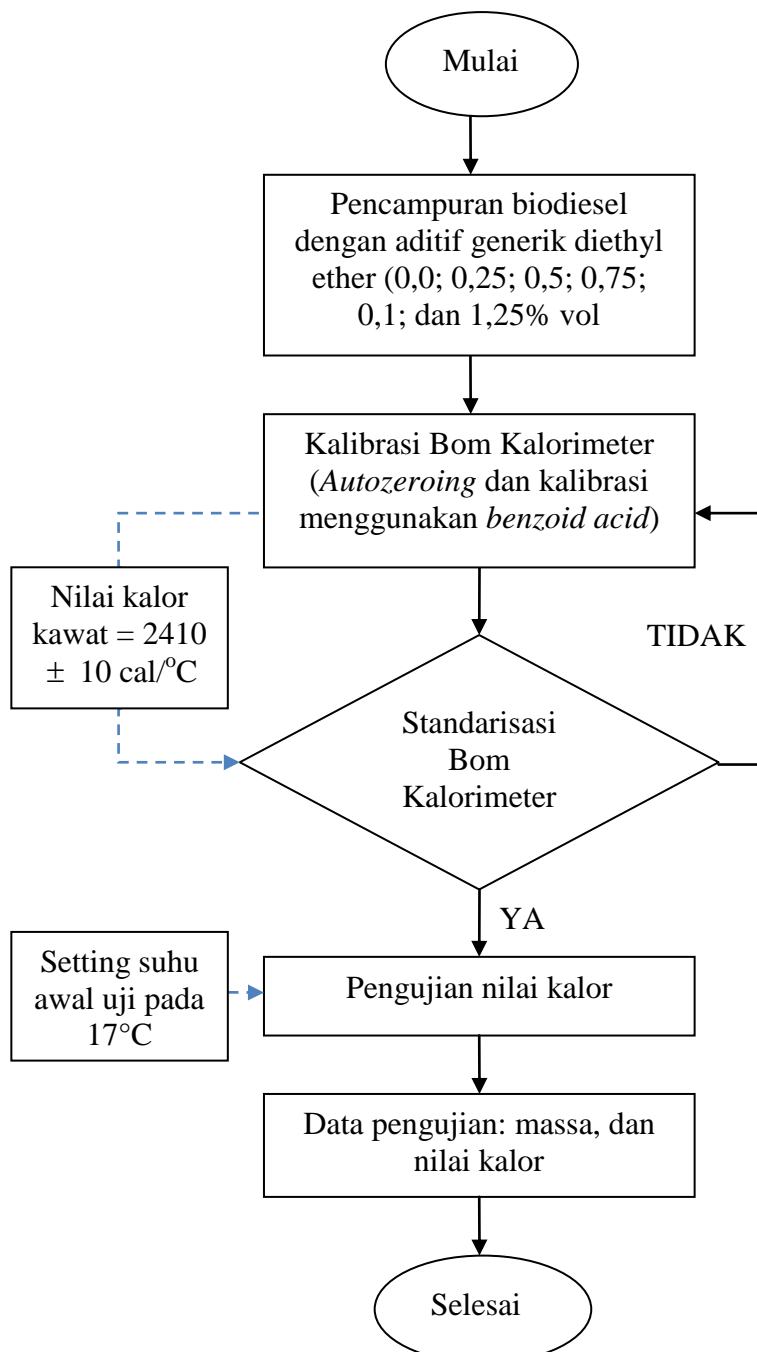 Mulai
Pencampuran biodiesel
dengan aditif generik diethyl
ether (0,0; 0,25; 0,5; 0,75;
0,1; dan 1,25% vol
Kalibrasi Bom Kalorimeter
(Autozeroing dan kalibrasi
menggunakan benzoid acid)
Nilai kalor
kawat = 2410
± 10 cal/°C
TIDAK
Standarisasi
Bom
Kalorimeter
YA
Setting suhu
awal uji pada
17°C
Pengujian nilai kalor
Data pengujian: massa, dan
nilai kalor
Selesai